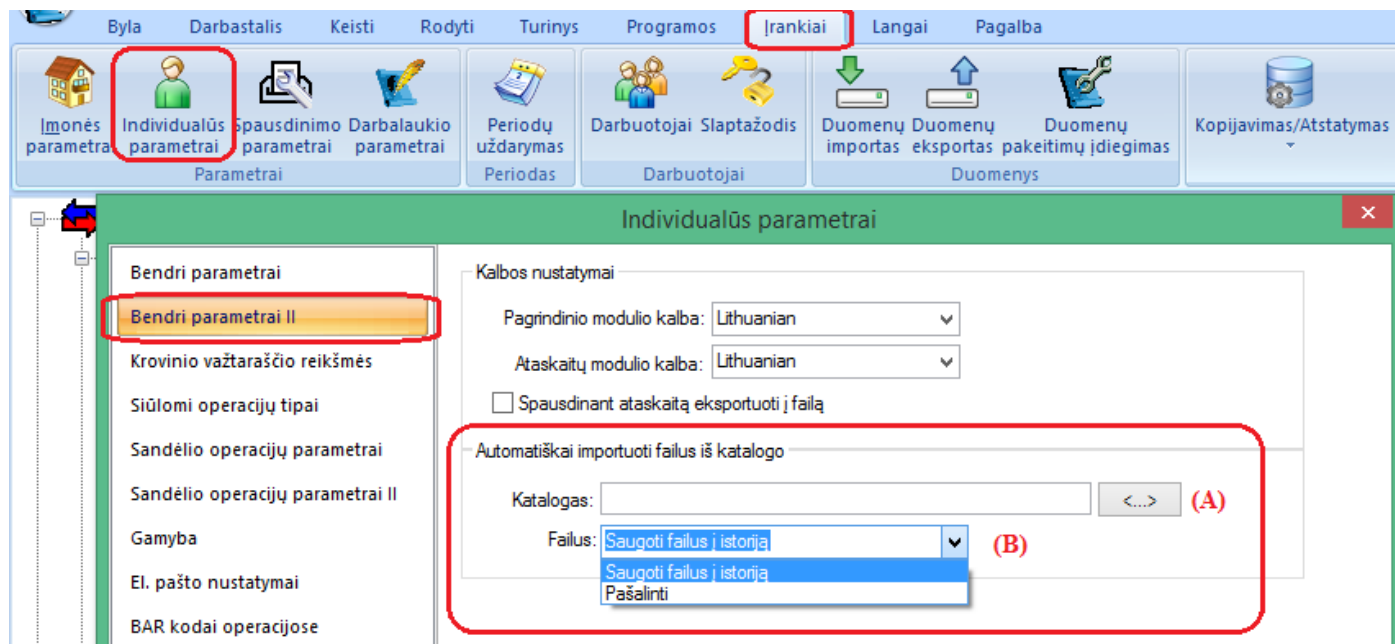 Byla Darbastalis Keisti Rodyti Turinys Programos Įrankiai Langai Pagalba
Įmonės parametra
Individualūs parametrai
Spausdinimo parametrai
Darbalaukio parametrai
Parametrai
Periodų uždarymas
Periodas
Darbuotojai
Slaptažodis
Darbuotojai
Duomenų importas
Duomenų eksportas
Duomenų pakeitimų įdiegimas
Duomenys
Kopijavimas/Atstatymas
Individualūs parametrai
Bendri parametrai
Bendri parametrai II
Krovinio važtaraščio reikšmės
Siūlomi operacijų tipai
Sandėlio operacijų parametrai
Sandėlio operacijų parametrai II
Gamyba
El. pašto nustatymai
BAR kodai operacijose
Kalbos nustatymai
Pagrindinio modulio kalba: Lithuanian
Ataskaitų modulio kalba: Lithuanian
Spausdinant ataskaitą eksportuoti į failą
Automatiškai importuoti failus iš katalogo
Katalogas: <...> (A)
Failus: Saugoti failus į istoriją (B)
Saugoti failus į istoriją
Pašalinti